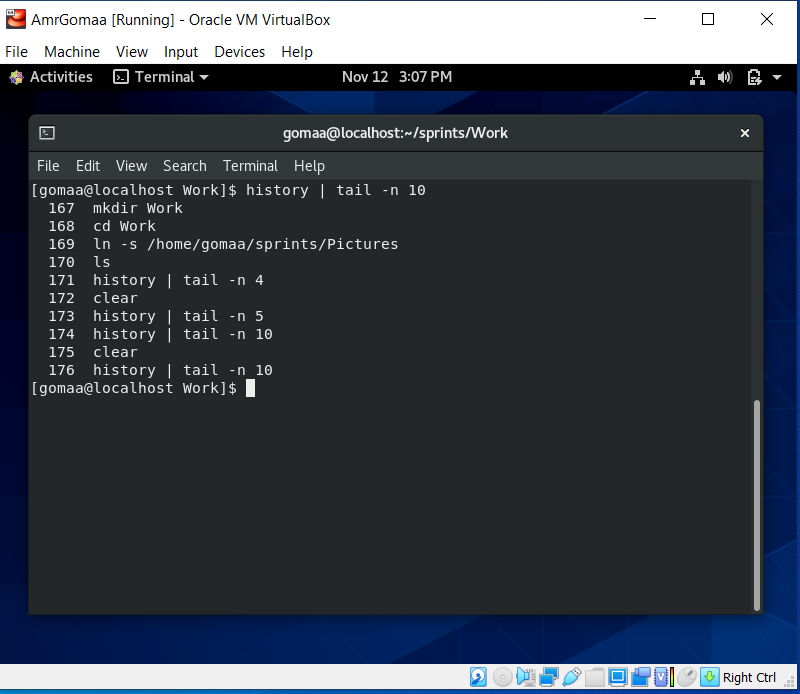 AmrGomaa [Running] - Oracle VM VirtualBox
File Machine View Input Devices Help
Activities Terminal Nov 12 3:07 PM
gomaa@localhost:~/sprints/Work
File Edit View Search Terminal Help
[gomaa@localhost Work]$ history | tail -n 10
167 mkdir Work
168 cd Work
169 ln -s /home/gomaa/sprints/Pictures
170 ls
171 history | tail -n 4
172 clear
173 history | tail -n 5
174 history | tail -n 10
175 clear
176 history | tail -n 10
[gomaa@localhost Work]$
Right Ctrl